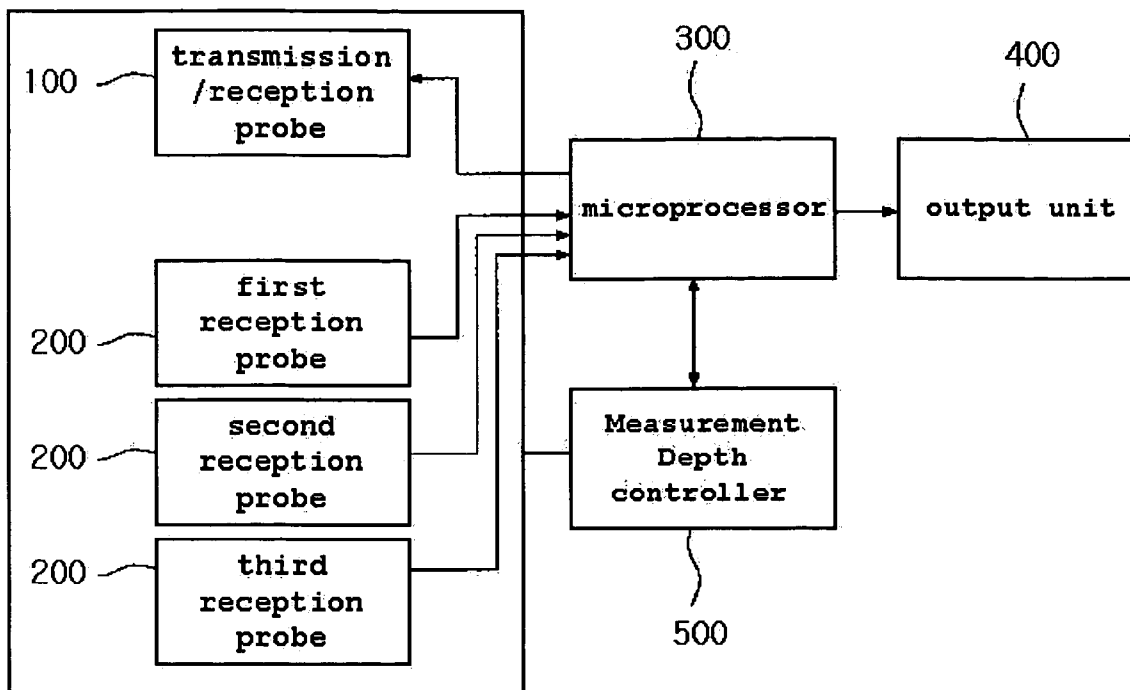 100
transmission
/reception
probe
200
first
reception
probe
200
second
reception
probe
200
third
reception
probe
300
microprocessor
400
output unit
Measurement
Depth
controller
500